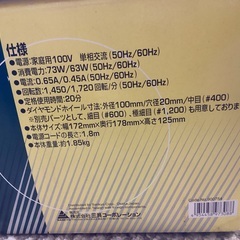 仕様
●電源:家庭用100V 単相交流(50Hz/60Hz)
●消費電力:73W/63W(50Hz/60Hz)
●電流:0.65A/0.45A(50Hz/60Hz)
●回転数:1,450/1,720回転/分(50Hz/60Hz)
●定格使用時間:20分
●ダイヤモンドホイール寸法:外径100mm/穴径20mm/中目(#400)
※別売パーツとして、細目(#600)と極細目(#1,200)も用意しております
●本体サイズ:幅172mm×奥行178mm×高さ125mm
●電源コードの長さ:1.8m
●本体重量:約1.85kg